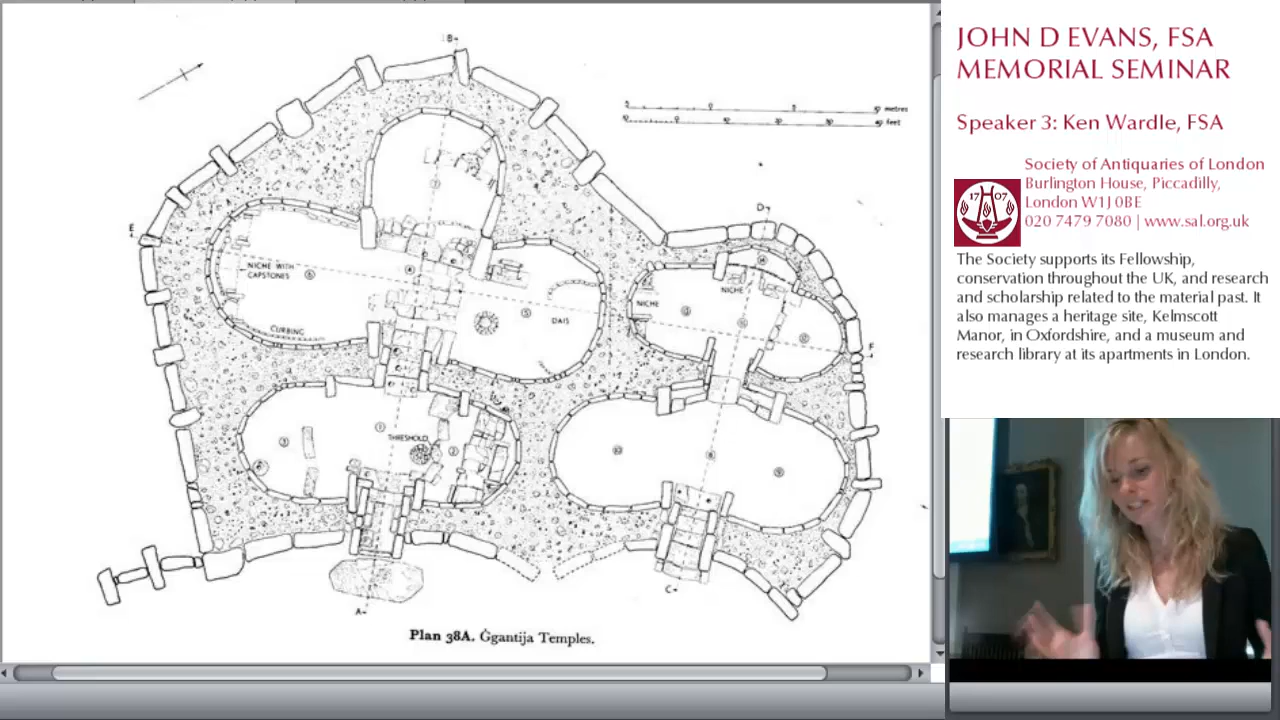 B
metres
feet
D
E
NICHE WITH
CAPSTONES
NICHE
NICHE
DAIS
CURBING
F
THRESHOLD
A
C
Plan 38A. Ġgantija Temples.
JOHN D EVANS, FSA
MEMORIAL SEMINAR
Speaker 3: Ken Wardle, FSA
17 07
Society of Antiquaries of London
Burlington House, Piccadilly,
London W1J 0BE
020 7479 7080 | www.sal.org.uk
The Society supports its Fellowship,
conservation throughout the UK, and research
and scholarship related to the material past. It
also manages a heritage site, Kelmscott
Manor, in Oxfordshire, and a museum and
research library at its apartments in London.